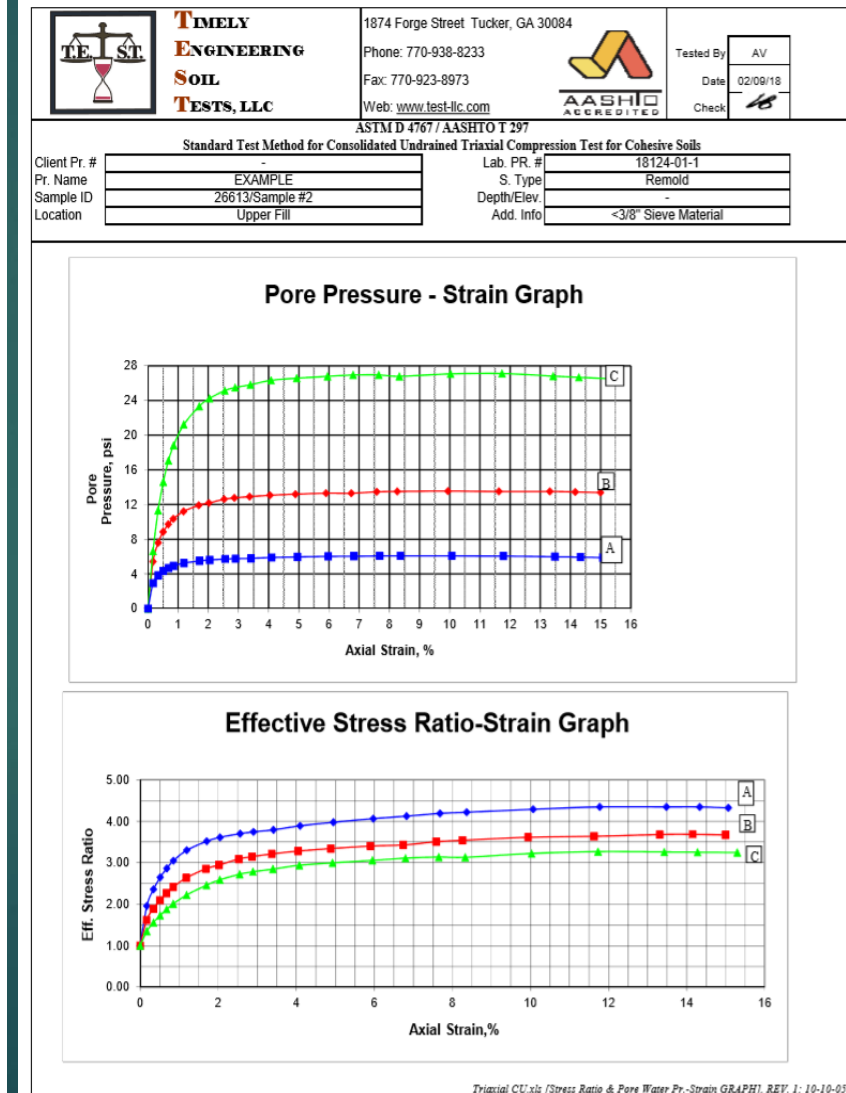 T.E. S.T.
TIMELY
ENGINEERING
SOIL
TESTS, LLC
1874 Forge Street Tucker, GA 30084
Phone: 770-938-8233
Fax: 770-923-8973
Web: www.test-llc.com
AASHTO
ACCREDITED
Tested By AV
Date 02/09/18
Check
ASTM D 4767 / AASHTO T 297
Standard Test Method for Consolidated Undrained Triaxial Compression Test for Cohesive Soils
Client Pr. # - Lab. PR. # 18124-01-1
Pr. Name EXAMPLE S. Type Remold
Sample ID 26613/Sample #2 Depth/Elev. -
Location Upper Fill Add. Info <3/8" Sieve Material
Pore Pressure - Strain Graph
Pore
Pressure, psi
28
24
20
16
12
8
4
0
C
B
A
0 1 2 3 4 5 6 7 8 9 10 11 12 13 14 15 16
Axial Strain, %
Effective Stress Ratio-Strain Graph
Eff. Stress Ratio
5.00
4.00
3.00
2.00
1.00
0.00
A
B
C
0 2 4 6 8 10 12 14 16
Axial Strain,%
Triaxial CU.xls [Stress Ratio & Pore Water Pr.-Strain GRAPH], REV. 1; 10-10-05